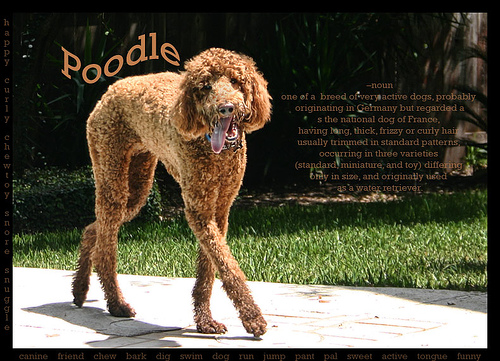 Poodle
–noun
one of a breed of very active dogs, probably
originating in Germany but regarded a
s the national dog of France,
having long, thick, frizzy or curly hair
usually trimmed in standard patterns,
occurring in three varieties
(standard, miniature, and toy) differing
only in size, and originally used
as a water retriever.
happy curly chew toy snore snuggle
canine friend chew bark dig swim dog run jump pant pal sweet active tongue funny